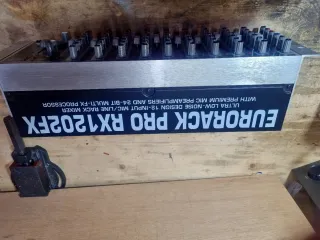 EURORACK PRO RX1202FX
ULTRA LOW-NOISE DESIGN 12-INPUT MIC/LINE RACK MIXER
WITH PREMIUM MIC PREAMPLIFIERS AND 24-BIT MULTI-FX PROCESSOR